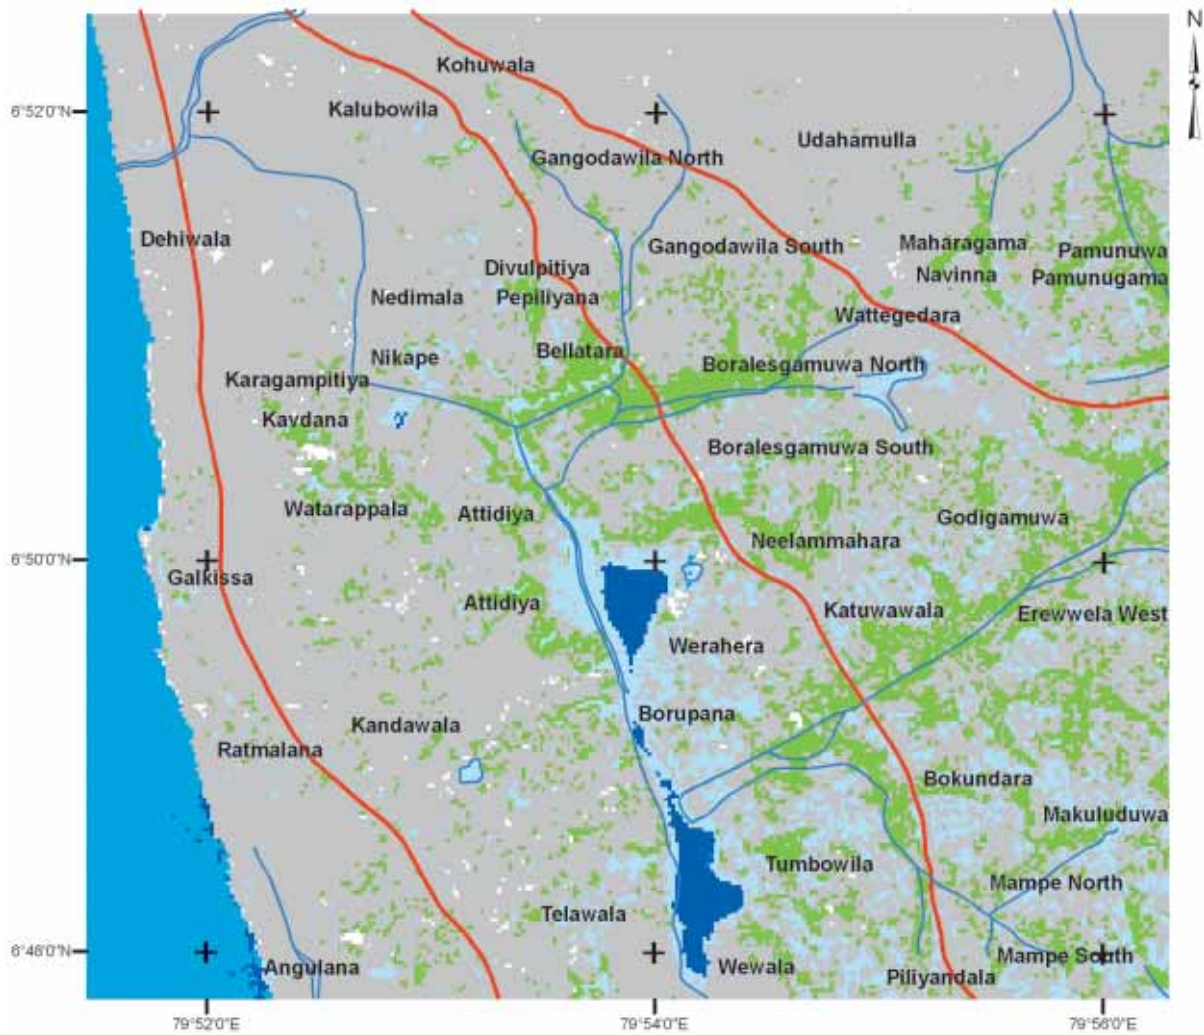 N
Kohuwala
6°52'0"N
Kalubowila
Udahamulla
Gangodawila North
Dehiwala
Gangodawila South
Maharagama
Pamunuwa
Divulpitiya
Navinna
Pamunugama
Nedimala
Pepiliyana
Wattegedara
Nikape
Bellatara
Boralesgamuwa North
Karagampitiya
Kavdana
Boralesgamuwa South
Watarappala
Attidiya
Godigamuwa
Neelammahara
6°50'0"N
Galkissa
Attidiya
Katuwawala
Erewwela West
Werahera
Borupana
Kandawala
Ratmalana
Bokundara
Makuluduwa
Tumbowila
Mampe North
Telawala
6°46'0"N
Angulana
Wewala
Mampe South
Piliyandala
79°52'0"E
79°54'0"E
79°56'0"E